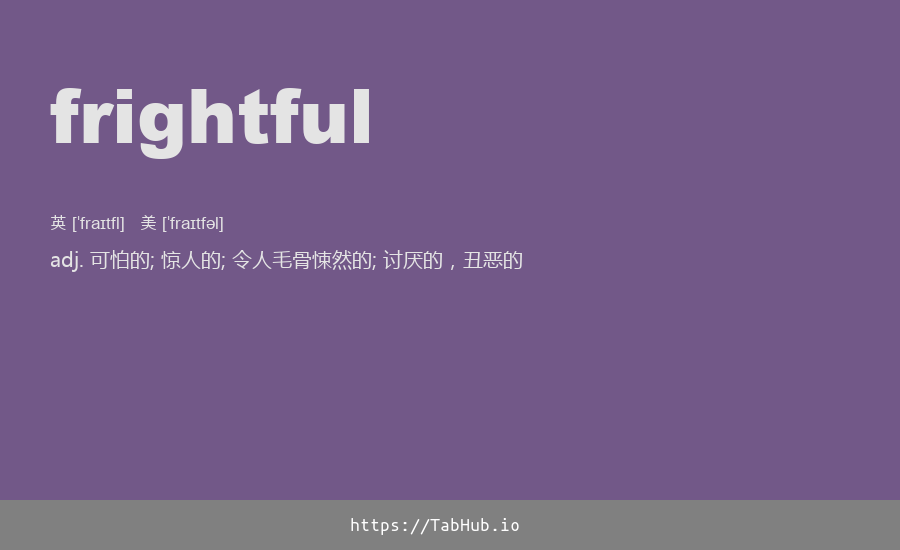 frightful
英 [ˈfraɪtfl] 美 [ˈfraɪtfəl]
adj. 可怕的; 惊人的; 令人毛骨悚然的; 讨厌的，丑恶的
https://TabHub.io